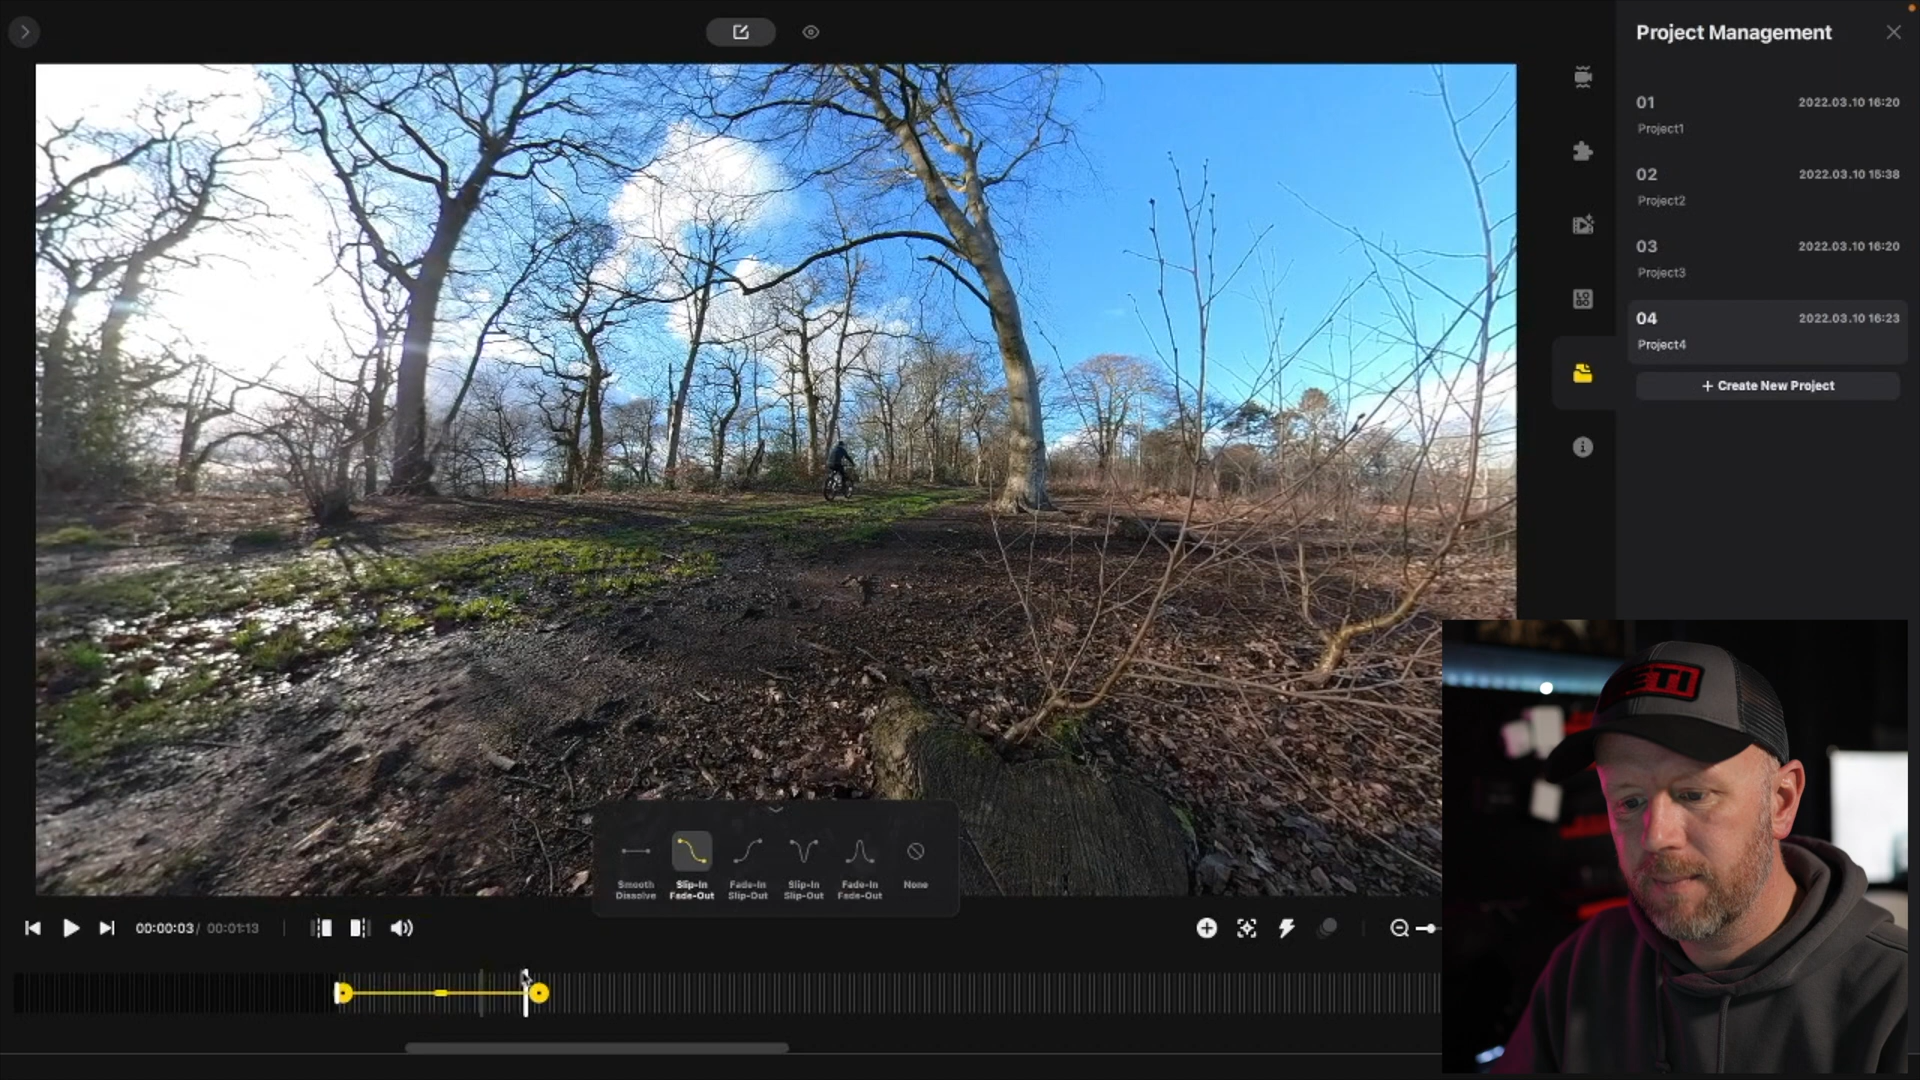 Project Management
01 2022.03.10 16:20
Project1
02 2022.03.10 15:38
Project2
03 2022.03.10 16:20
Project3
04 2022.03.10 16:23
Project4
+ Create New Project
Smooth Dissolve
Slip-In Fade-Out
Fade-In Slip-Out
Slip-In Slip-Out
Fade-In Fade-Out
None
00:00:03 / 00:01:13